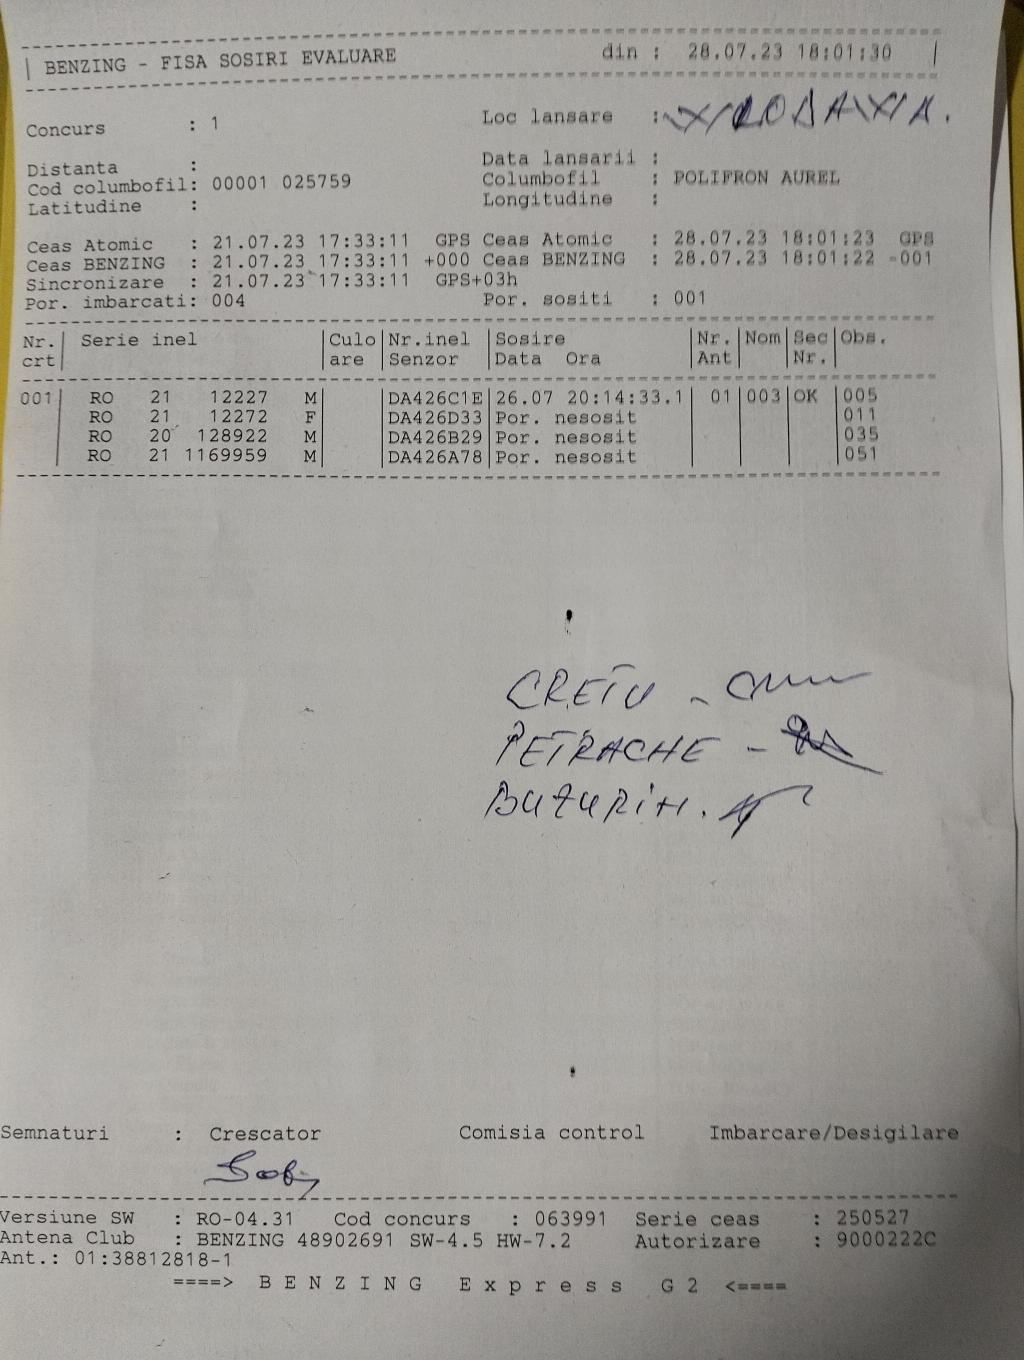 BENZING - FISA SOSIRI EVALUARE din : 28.07.23 18:01:30
Concurs : 1 Loc lansare :
Distanta : Data lansarii :
Cod columbofil: 00001 025759 Columbofil : POLIFRON AUREL
Latitudine : Longitudine :
Ceas Atomic : 21.07.23 17:33:11 GPS Ceas Atomic : 28.07.23 18:01:23 GPS
Ceas BENZING : 21.07.23 17:33:11 +000 Ceas BENZING : 28.07.23 18:01:22 -001
Sincronizare : 21.07.23 17:33:11 GPS+03h
Por. imbarcati: 004 Por. sositi : 001
Nr. Serie inel Culo Nr.inel Sosire Nr. Nom Sec Obs.
crt are Senzor Data Ora Ant Nr.
001 RO 21 12227 M DA426C1E 26.07 20:14:33.1 01 003 OK 005
RO 21 12272 F DA426D33 Por. nesosit 011
RO 20 128922 M DA426B29 Por. nesosit 035
RO 21 1169959 M DA426A78 Por. nesosit 051
CRETU -
PETRACHE -
Semnaturi : Crescator Comisia control Imbarcare/Desigilare
Versiune SW : RO-04.31 Cod concurs : 063991 Serie ceas : 250527
Antena Club : BENZING 48902691 SW-4.5 HW-7.2 Autorizare : 9000222C
Ant.: 01:38812818-1
====> B E N Z I N G E x p r e s s G 2 <====